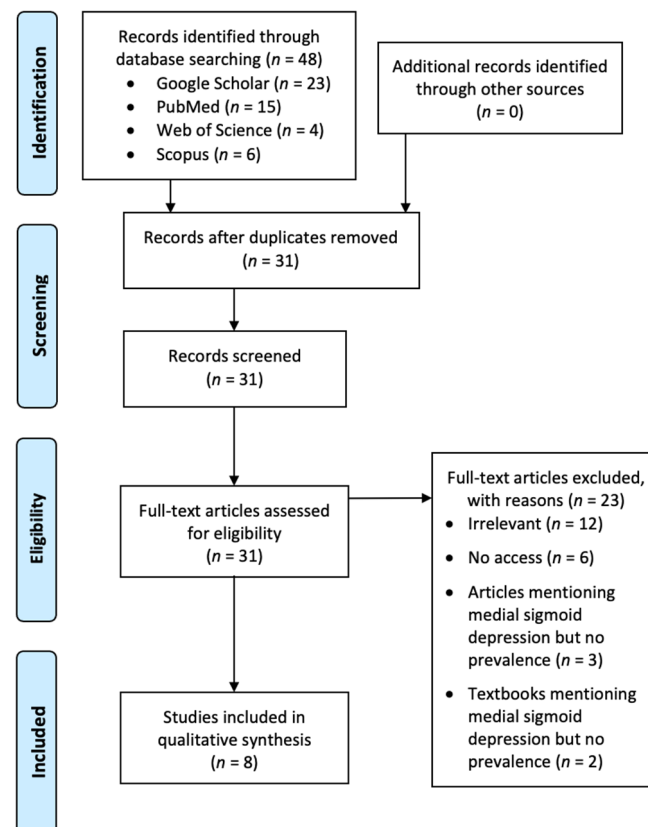 Identification
Records identified through
database searching (n = 48)
• Google Scholar (n = 23)
• PubMed (n = 15)
• Web of Science (n = 4)
• Scopus (n = 6)
Additional records identified
through other sources
(n = 0)
Screening
Records after duplicates removed
(n = 31)
Records screened
(n = 31)
Eligibility
Full-text articles assessed
for eligibility
(n = 31)
Full-text articles excluded,
with reasons (n = 23)
• Irrelevant (n = 12)
• No access (n = 6)
• Articles mentioning
medial sigmoid
depression but no
prevalence (n = 3)
• Textbooks mentioning
medial sigmoid
depression but no
prevalence (n = 2)
Included
Studies included in
qualitative synthesis
(n = 8)